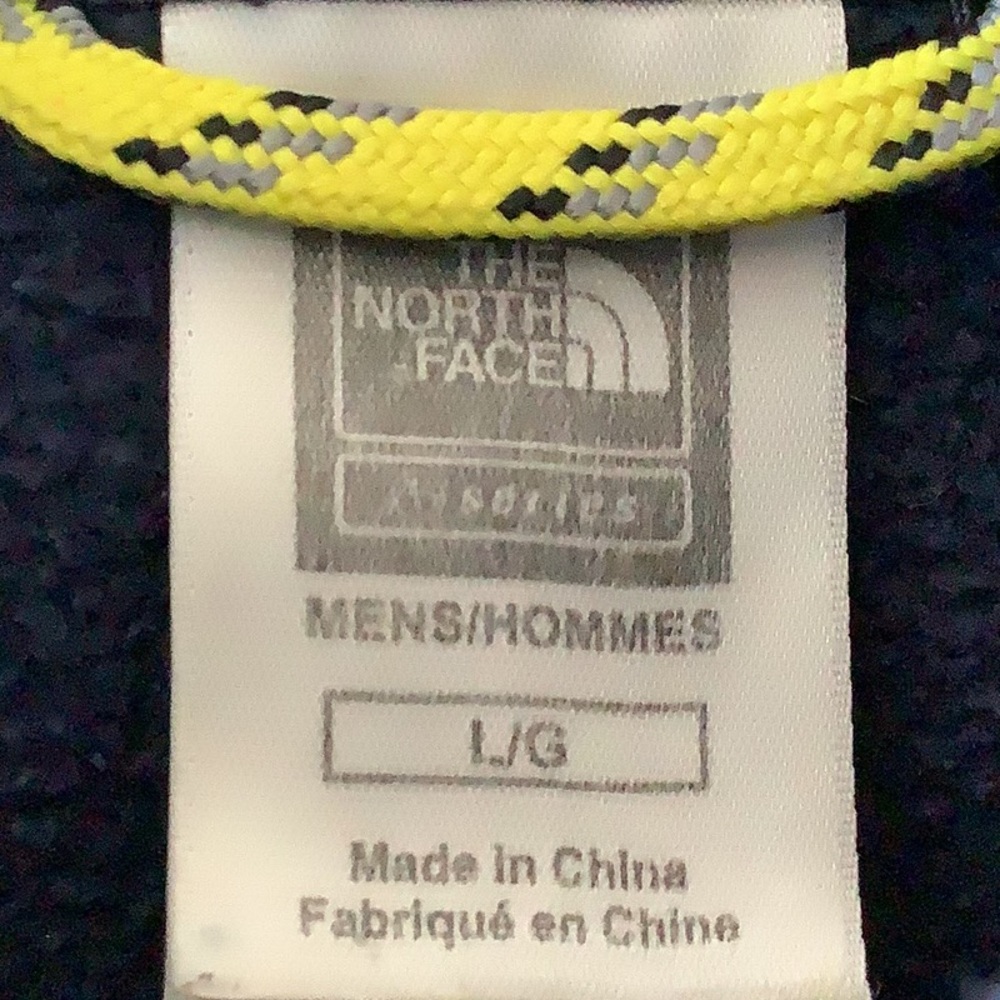 THE
NORTH
FACE
MENS/HOMMES
L/G
Made in China
Fabriqué en Chine